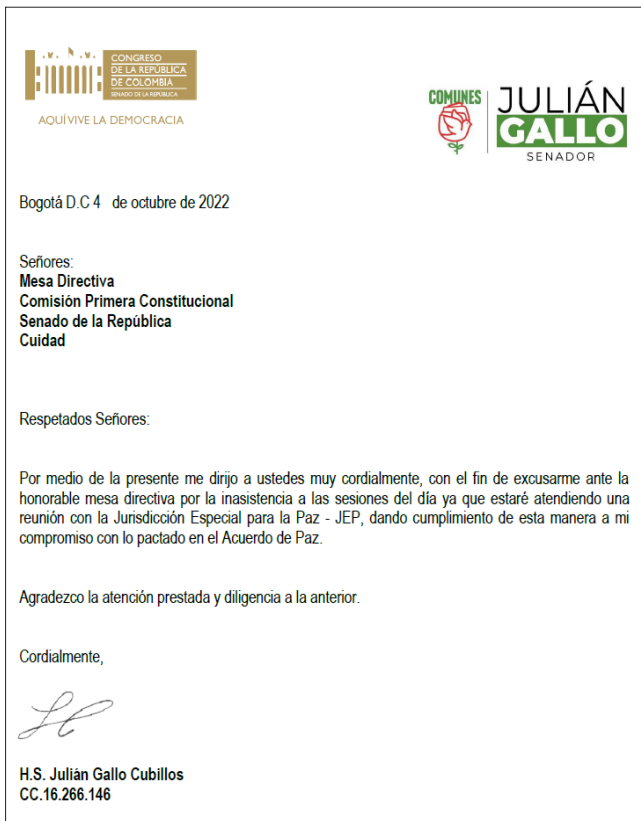 CONGRESO
DE LA REPÚBLICA
DE COLOMBIA
SENADO DE LA REPÚBLICA
AQUÍ VIVE LA DEMOCRACIA
COMUNES
JULIÁN
GALLO
SENADOR
Bogotá D.C 4 de octubre de 2022
Señores:
Mesa Directiva
Comisión Primera Constitucional
Senado de la República
Cuidad
Respetados Señores:
Por medio de la presente me dirijo a ustedes muy cordialmente, con el fin de excusarme ante la
honorable mesa directiva por la inasistencia a las sesiones del día ya que estaré atendiendo una
reunión con la Jurisdicción Especial para la Paz - JEP, dando cumplimiento de esta manera a mi
compromiso con lo pactado en el Acuerdo de Paz.
Agradezco la atención prestada y diligencia a la anterior.
Cordialmente,
H.S. Julián Gallo Cubillos
CC.16.266.146